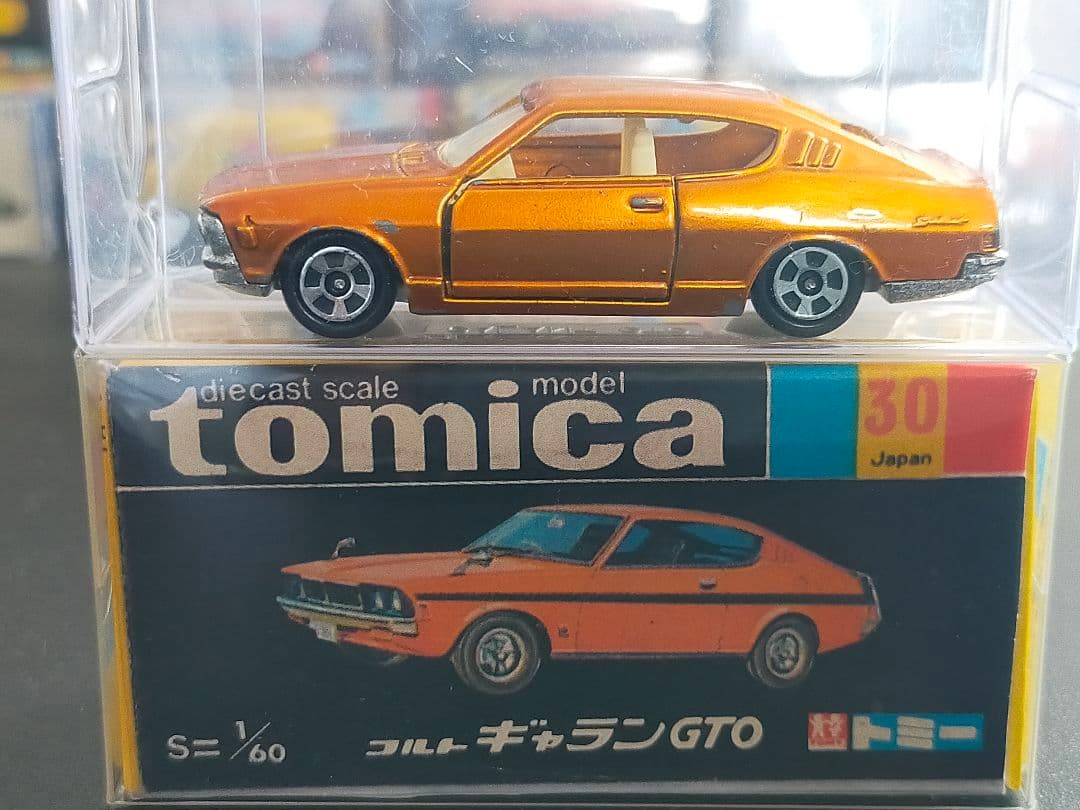 diecast scale model
tomica
30
Japan
S=1/60
コルト ギャランGTO
トミー